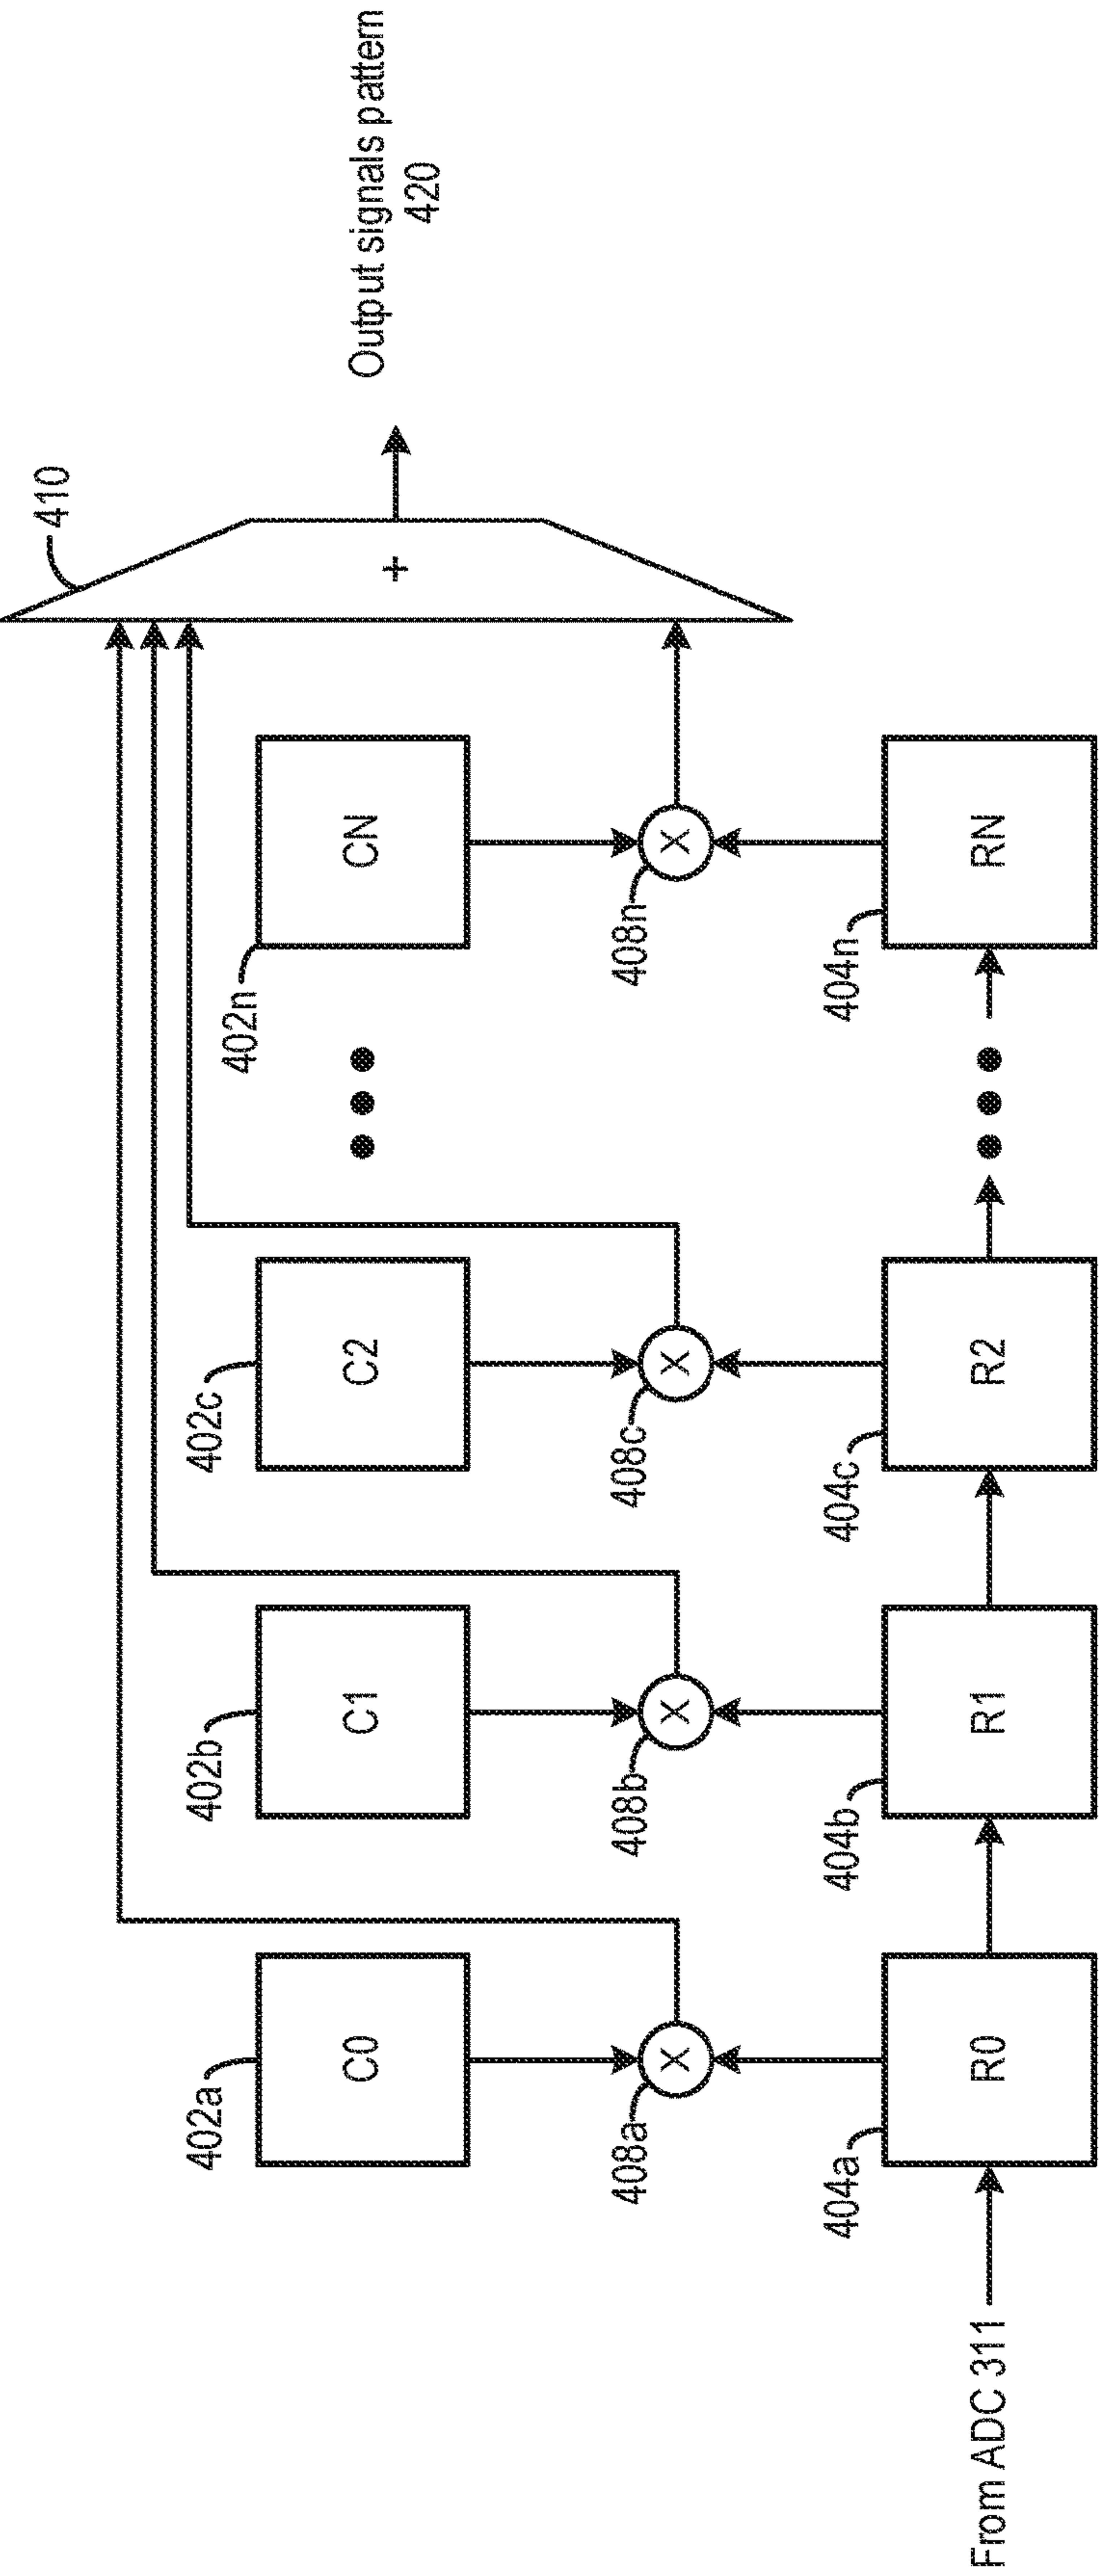 410
Output signals pattern
420
+
402a
C0
402b
C1
402c
C2
402n
CN
408a
X
408b
X
408c
X
408n
X
From ADC 311
404a
R0
404b
R1
404c
R2
404n
RN